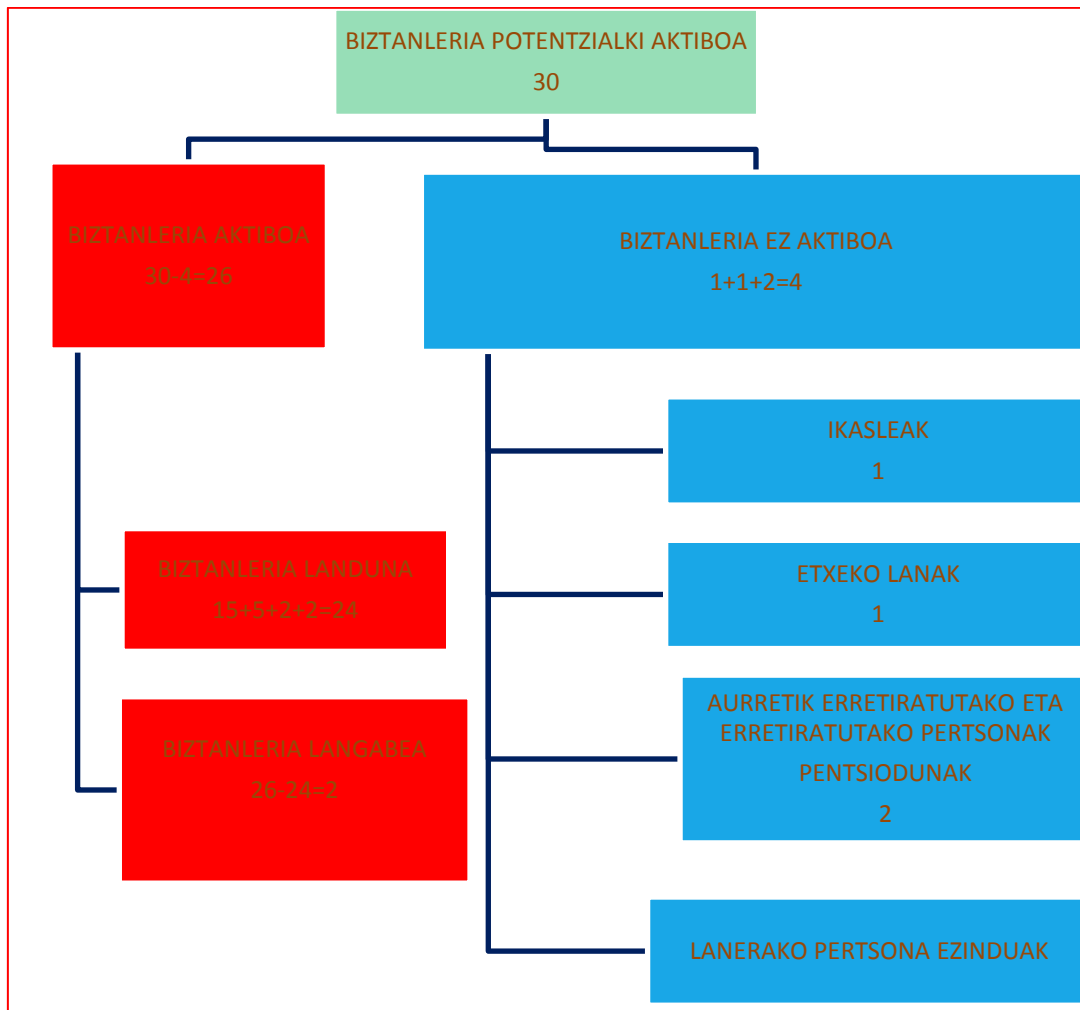 BIZTANLERIA POTENTZIALKI AKTIBOA
30
BIZTANLERIA AKTIBOA
30-4=26
BIZTANLERIA EZ AKTIBOA
1+1+2=4
IKASLEAK
1
BIZTANLERIA LANDUNA
15+5+2+2=24
ETXEKO LANAK
1
BIZTANLERIA LANGABEA
26-24=2
AURRETIK ERRETIRATUTAKO ETA
ERRETIRATUTAKO PERTSONAK
PENTSIODUNAK
2
LANERAKO PERTSONA EZINDUAK